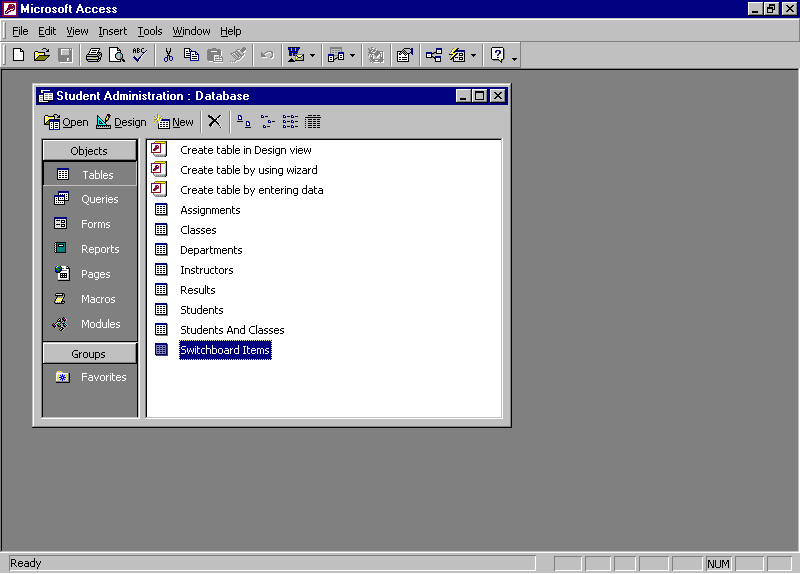 Microsoft Access
File Edit View Insert Tools Window Help
Student Administration : Database
Open Design New
Objects
Tables
Queries
Forms
Reports
Pages
Macros
Modules
Groups
Favorites
Create table in Design view
Create table by using wizard
Create table by entering data
Assignments
Classes
Departments
Instructors
Results
Students
Students And Classes
Switchboard Items
Ready NUM